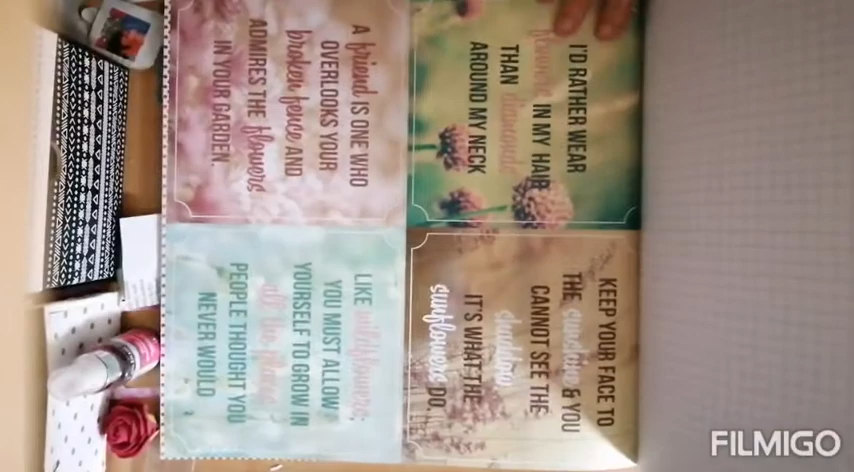 A friend IS ONE WHO
OVERLOOKS YOUR
broken fence AND
ADMIRES THE flowers
IN YOUR GARDEN.
I'D RATHER WEAR
flowers IN MY HAIR
THAN diamonds
AROUND MY NECK
LIKE wildflowers;
YOU MUST ALLOW
YOURSELF TO GROW IN
all the places
PEOPLE THOUGHT YOU
NEVER WOULD
KEEP YOUR FACE TO
THE sunshine & YOU
CANNOT SEE THE
shadow
IT'S WHAT THE
sunflowers DO.
FILMIGO